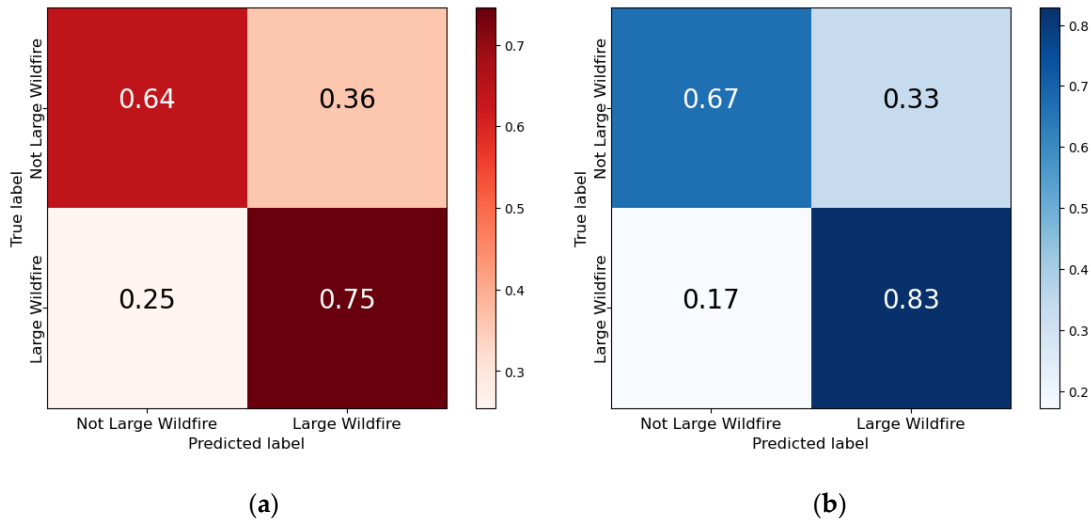 Not Large Wildfire
Large Wildfire
True label
0.64
0.36
0.25
0.75
Not Large Wildfire
Large Wildfire
Predicted label
0.7
0.6
0.5
0.4
0.3
(a)
Not Large Wildfire
Large Wildfire
True label
0.67
0.33
0.17
0.83
Not Large Wildfire
Large Wildfire
Predicted label
0.8
0.7
0.6
0.5
0.4
0.3
0.2
(b)